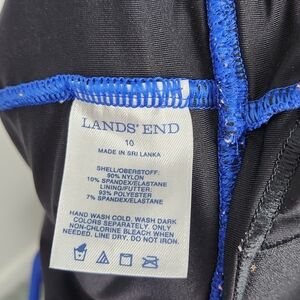 LANDS' END
10
MADE IN SRI LANKA
SHELL/OBERSTOFF:
90% NYLON
10% SPANDEX/ELASTANE
LINING/FUTTER:
93% POLYESTER
7% SPANDEX/ELASTANE
HAND WASH COLD. WASH DARK
COLORS SEPARATELY. ONLY
NON-CHLORINE BLEACH WHEN
NEEDED. LINE DRY. DO NOT IRON.